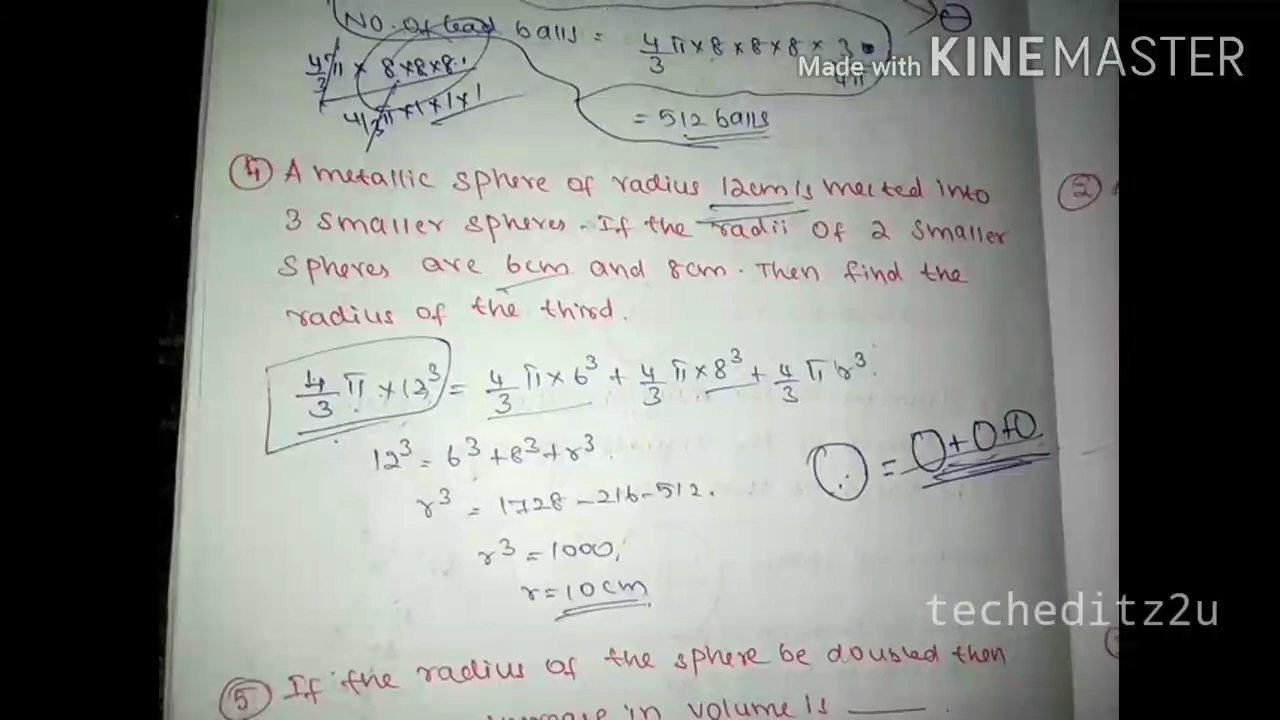 No. of lead balls = 4/3 π × 8 × 8 × 8 × 3/4π
4/3 π × 8×8×8
4/3 π × 1×1×1
= 512 balls
Made with KINEMASTER
④ A metallic sphere of radius 12cm is melted into
3 smaller spheres. If the radii of 2 smaller
spheres are 6cm and 8cm. Then find the
radius of the third.
4/3 π × 12³ = 4/3 π × 6³ + 4/3 π × 8³ + 4/3 π r³.
12³ = 6³ + 8³ + r³.
r³ = 1728 - 216 - 512.
r³ = 1000,
r = 10cm
②
techeditz2u
⑤ If the radius of the sphere be doubled then
in volume is ____.